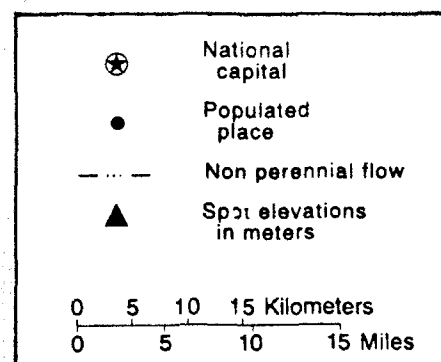 National
capital
Populated
place
Non perennial flow
Spot elevations
in meters
0 5 10 15 Kilometers
0 5 10 15 Miles